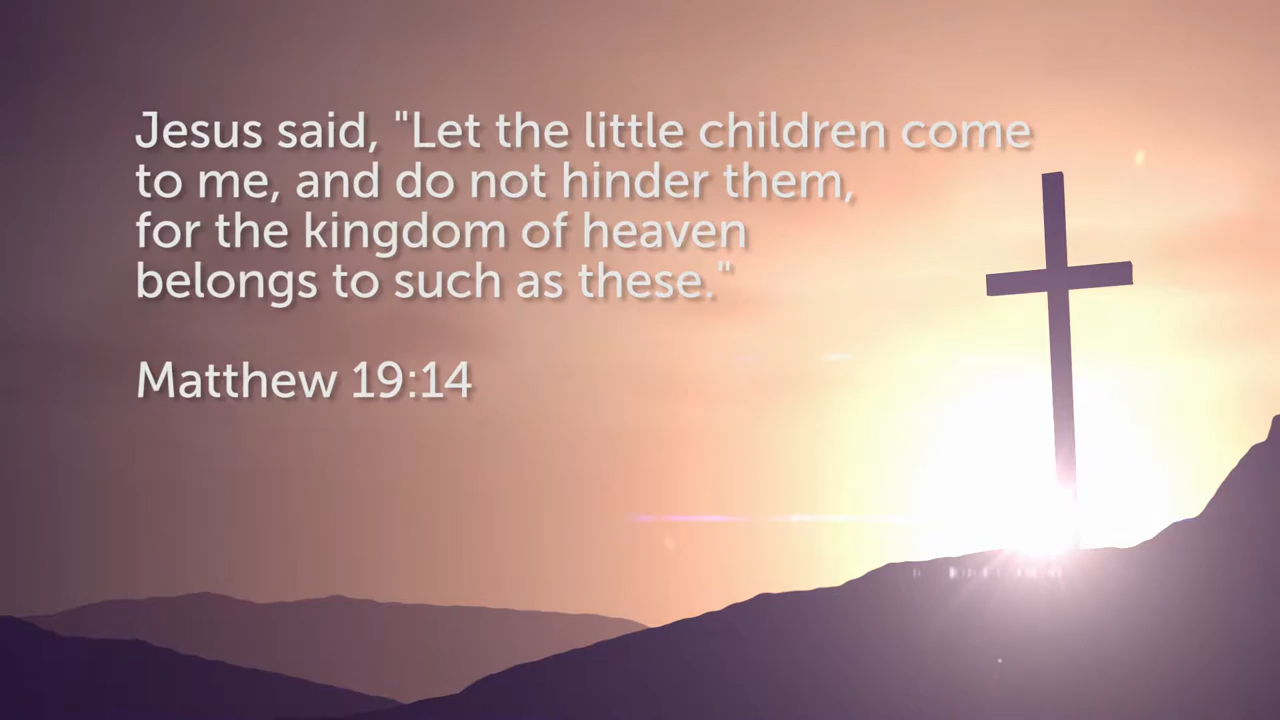 Jesus said, "Let the little children come
to me, and do not hinder them,
for the kingdom of heaven
belongs to such as these."
Matthew 19:14